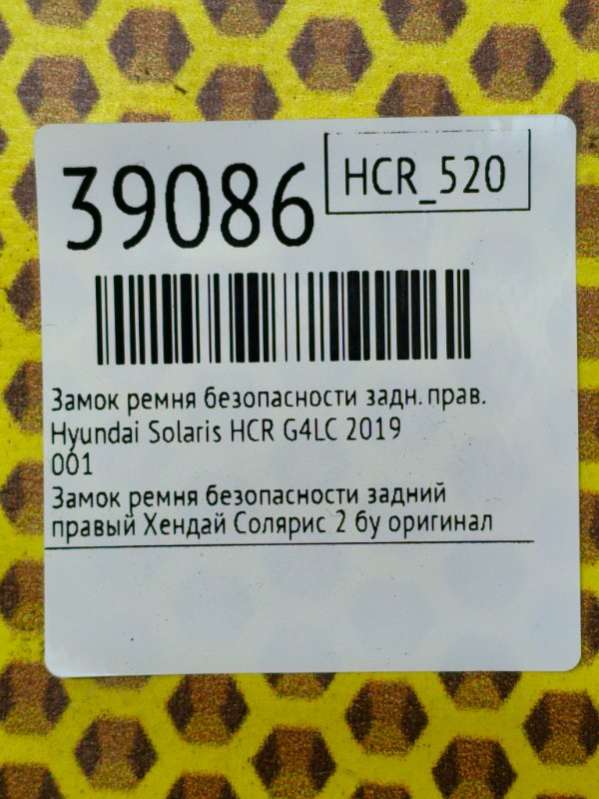 39086
HCR_520
Замок ремня безопасности задн. прав.
Hyundai Solaris HCR G4LC 2019
001
Замок ремня безопасности задний
правый Хендай Солярис 2 бу оригинал